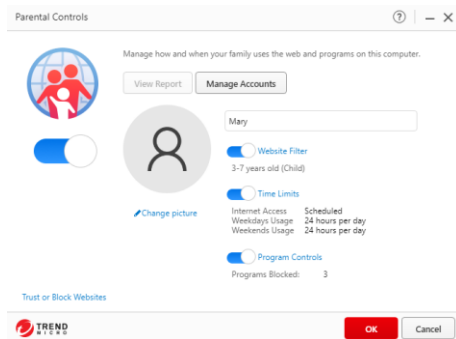 Parental Controls
Manage how and when your family uses the web and programs on this computer.
View Report
Manage Accounts
Mary
Website Filter
3-7 years old (Child)
Time Limits
Internet Access Scheduled
Weekdays Usage 24 hours per day
Weekends Usage 24 hours per day
Change picture
Program Controls
Programs Blocked: 3
Trust or Block Websites
TREND
MICRO
OK
Cancel